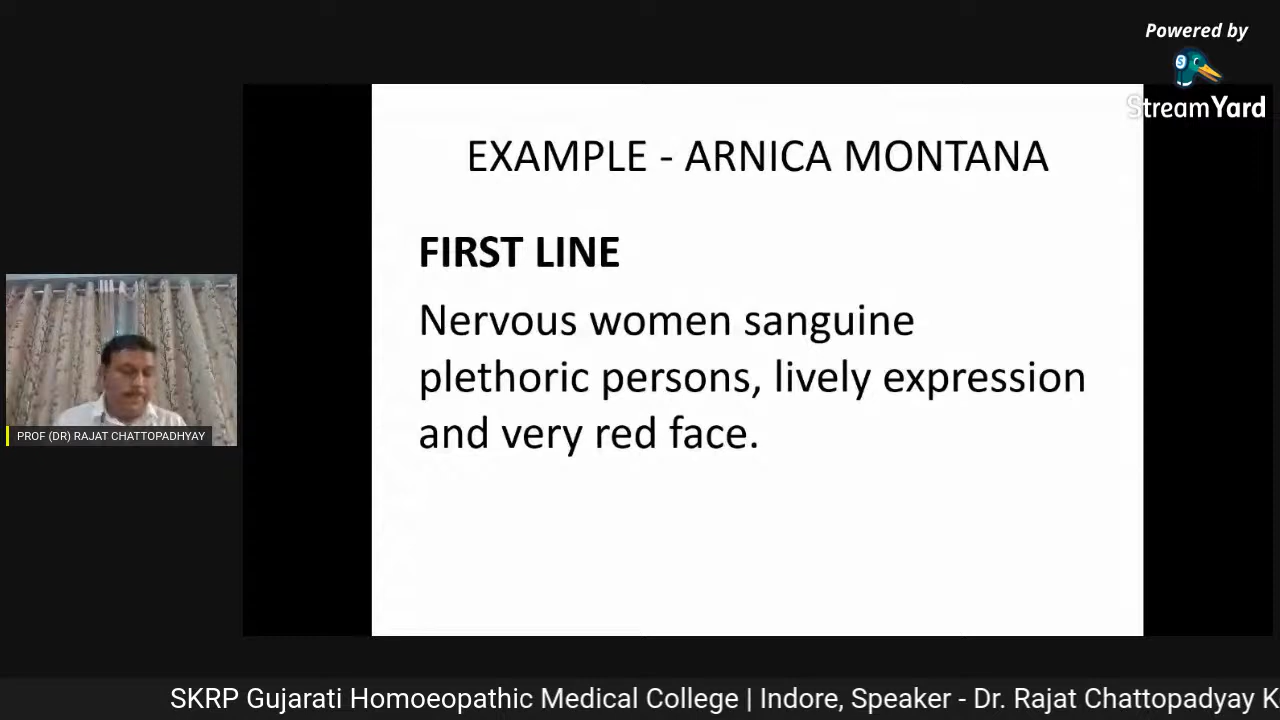 Powered by
StreamYard
EXAMPLE - ARNICA MONTANA
FIRST LINE
Nervous women sanguine
plethoric persons, lively expression
and very red face.
PROF (DR) RAJAT CHATTOPADHYAY
SKRP Gujarati Homoeopathic Medical College | Indore, Speaker - Dr. Rajat Chattopadyay K